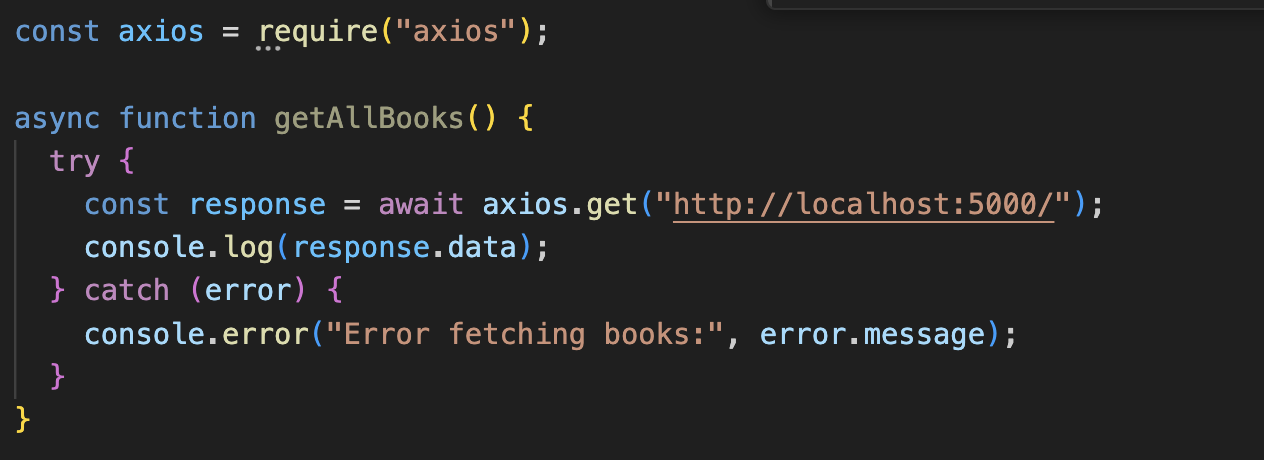 const axios = require("axios");
async function getAllBooks() {
try {
const response = await axios.get("http://localhost:5000/");
console.log(response.data);
} catch (error) {
console.error("Error fetching books:", error.message);
}
}